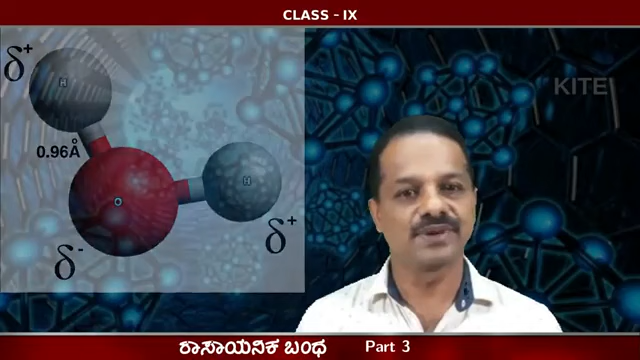 CLASS - IX
KITE
δ+
H
0.96Å
H
O
δ+
δ-
ರಾಸಾಯನಿಕ ಬಂಧ Part 3